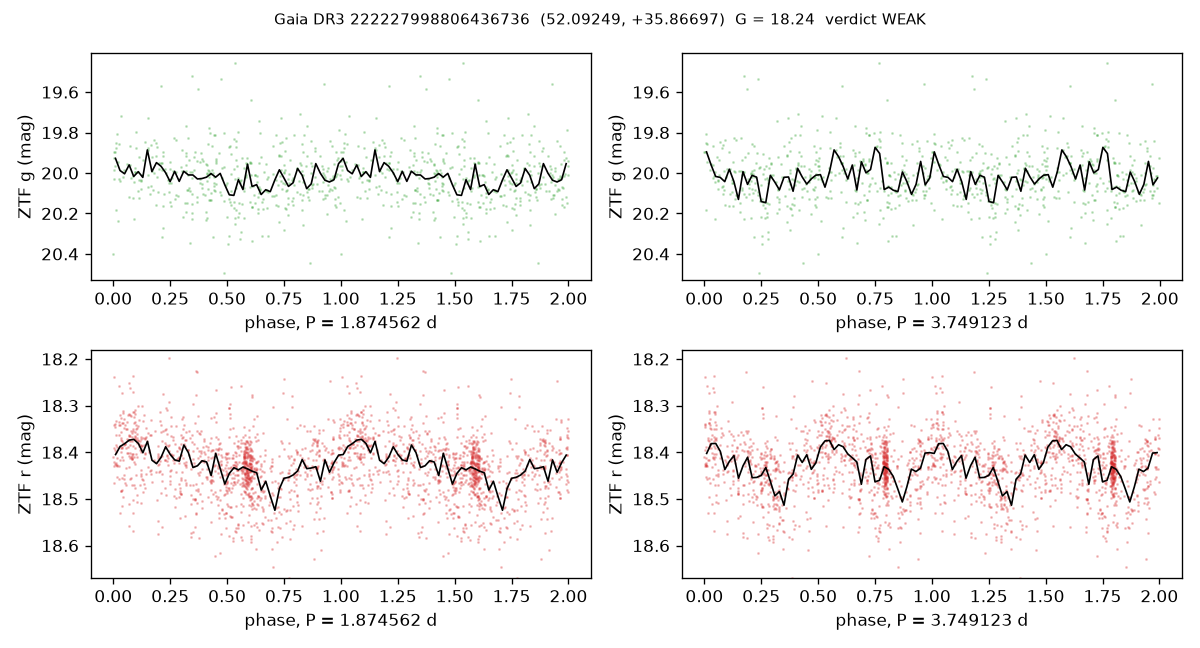 Gaia DR3 222227998806436736  (52.09249, +35.86697)  G = 18.24  verdict WEAK
ZTF g (mag)
19.6
19.8
20.0
20.2
20.4
0.00 0.25 0.50 0.75 1.00 1.25 1.50 1.75 2.00
phase, P = 1.874562 d
ZTF g (mag)
19.6
19.8
20.0
20.2
20.4
0.00 0.25 0.50 0.75 1.00 1.25 1.50 1.75 2.00
phase, P = 3.749123 d
ZTF r (mag)
18.2
18.3
18.4
18.5
18.6
0.00 0.25 0.50 0.75 1.00 1.25 1.50 1.75 2.00
phase, P = 1.874562 d
ZTF r (mag)
18.2
18.3
18.4
18.5
18.6
0.00 0.25 0.50 0.75 1.00 1.25 1.50 1.75 2.00
phase, P = 3.749123 d